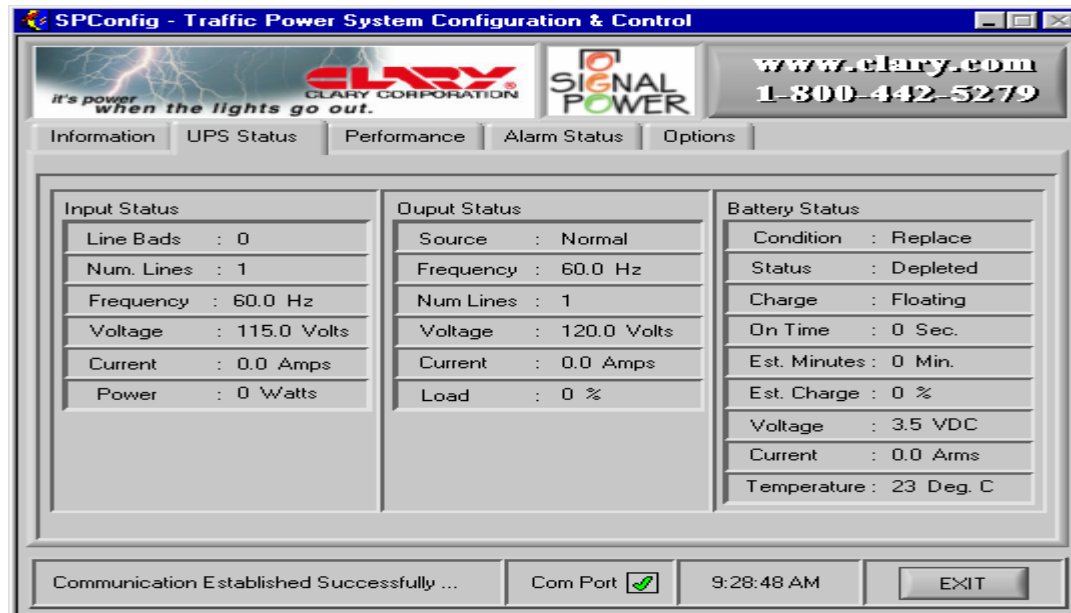 SPConfig - Traffic Power System Configuration & Control
it's power
when the lights go out.
CLARY
CLARY CORPORATION
SIGNAL
POWER
www.clary.com
1-800-442-5279
Information
UPS Status
Performance
Alarm Status
Options
Input Status
Line Bads : 0
Num. Lines : 1
Frequency : 60.0 Hz
Voltage : 115.0 Volts
Current : 0.0 Amps
Power : 0 Watts
Ouput Status
Source : Normal
Frequency : 60.0 Hz
Num Lines : 1
Voltage : 120.0 Volts
Current : 0.0 Amps
Load : 0 %
Battery Status
Condition : Replace
Status : Depleted
Charge : Floating
On Time : 0 Sec.
Est. Minutes : 0 Min.
Est. Charge : 0 %
Voltage : 3.5 VDC
Current : 0.0 Arms
Temperature : 23 Deg. C
Communication Established Successfully ...
Com Port
9:28:48 AM
EXIT